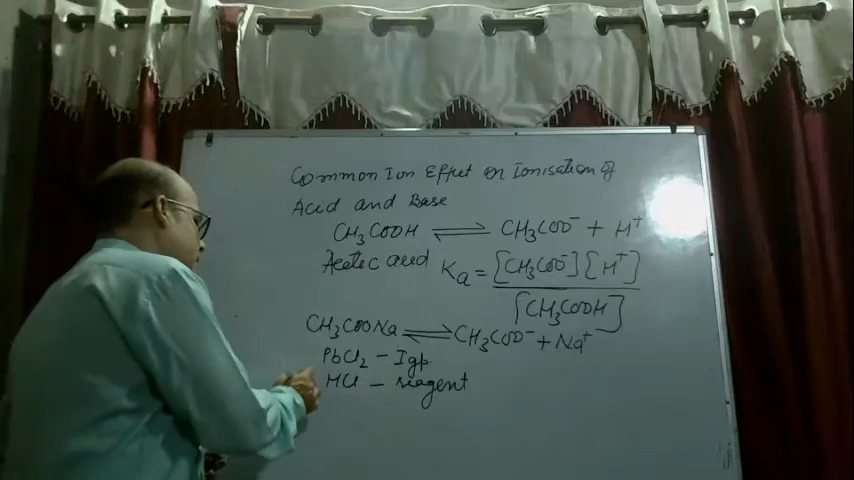 Common Ion Effect on Ionisation of
Acid and Base
CH3COOH ⇌ CH3COO⁻ + H⁺
Acetic acid Ka = [CH3COO⁻][H⁺]
[CH3COOH]
CH3COONa ⇌ CH3COO⁻ + Na⁺
PbCl2 - Igp
HCl - reagent